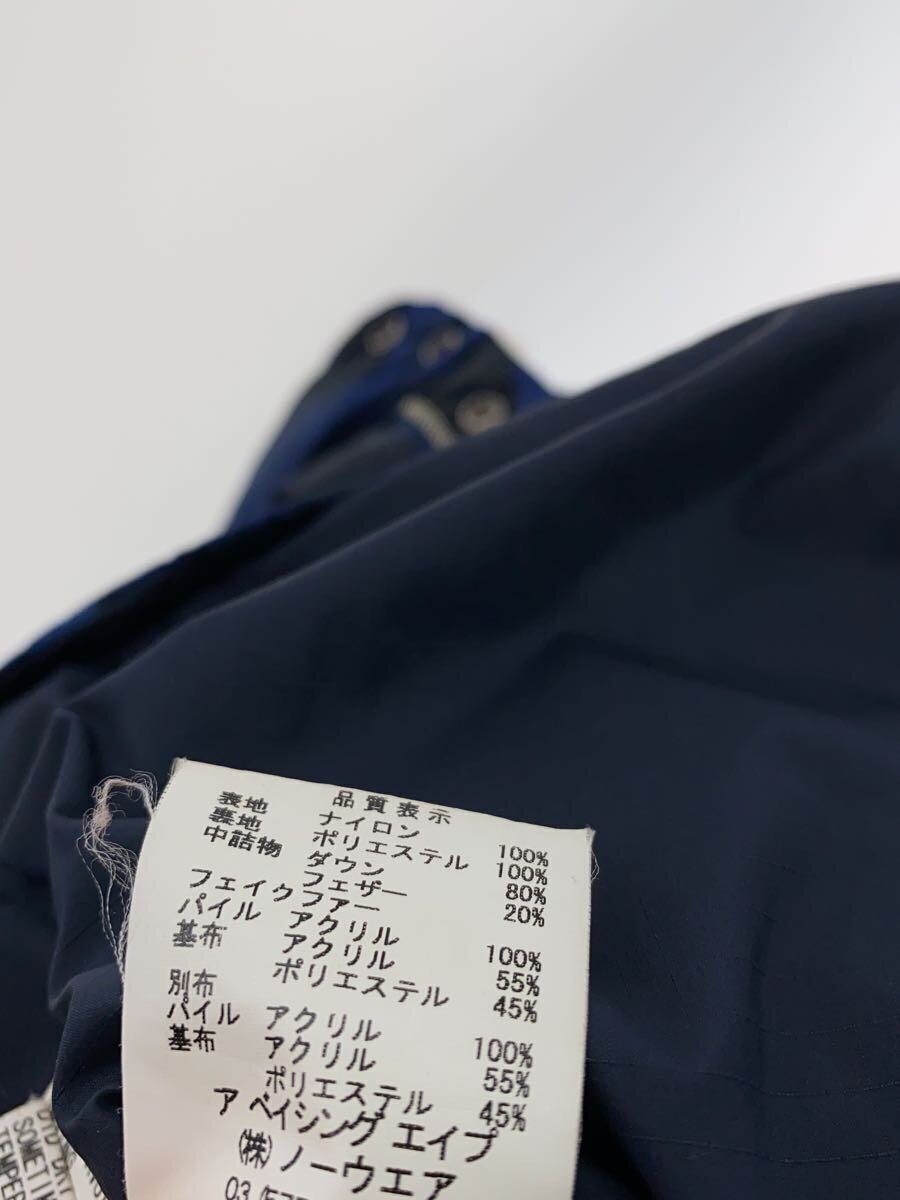 品質表示
表地 ナイロン 100%
裏地 ポリエステル 100%
中詰物 ダウン 80%
フェザー 20%
フェイクファー
パイル アクリル 100%
基布 アクリル 55%
ポリエステル 45%
別布
パイル アクリル 100%
基布 アクリル 55%
ポリエステル 45%
ア ベイシング エイプ
(株) ノーウエア
03
SOMETI
TEMPER